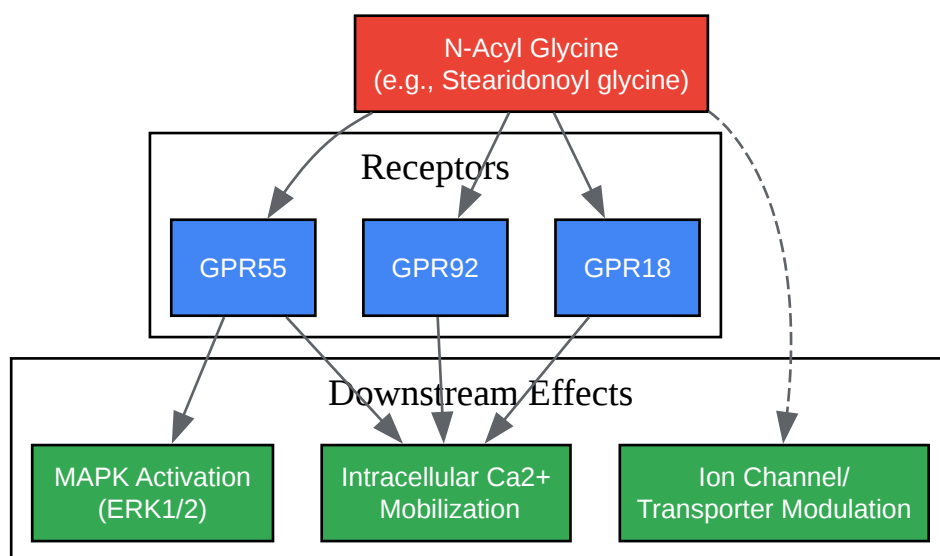 N-Acyl Glycine
(e.g., Stearidonoyl glycine)
Receptors
GPR55
GPR92
GPR18
Downstream Effects
MAPK Activation
(ERK1/2)
Intracellular Ca2+
Mobilization
Ion Channel/
Transporter Modulation